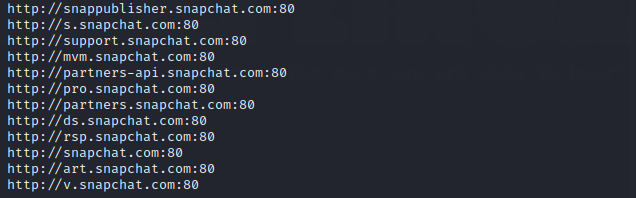 http://snappublisher.snapchat.com:80
http://s.snapchat.com:80
http://support.snapchat.com:80
http://mvm.snapchat.com:80
http://partners-api.snapchat.com:80
http://pro.snapchat.com:80
http://partners.snapchat.com:80
http://ds.snapchat.com:80
http://rsp.snapchat.com:80
http://snapchat.com:80
http://art.snapchat.com:80
http://v.snapchat.com:80